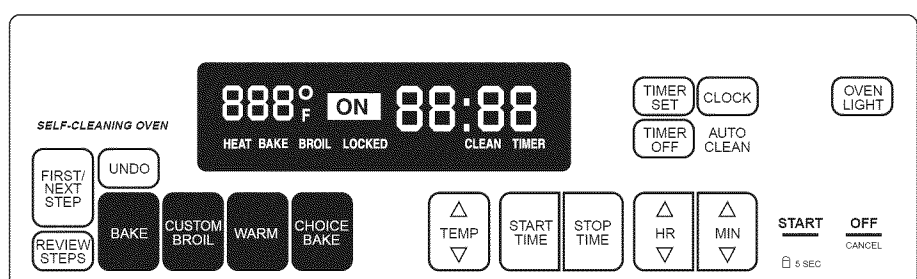 888°F ON 88:88
HEAT BAKE BROIL LOCKED CLEAN TIMER
SELF-CLEANING OVEN
TIMER
SET
CLOCK
OVEN
LIGHT
TIMER
OFF
AUTO
CLEAN
FIRST/
NEXT
STEP
UNDO
REVIEW
STEPS
BAKE
CUSTOM
BROIL
WARM
CHOICE
BAKE
TEMP
START
TIME
STOP
TIME
HR
MIN
START
5 SEC
OFF
CANCEL